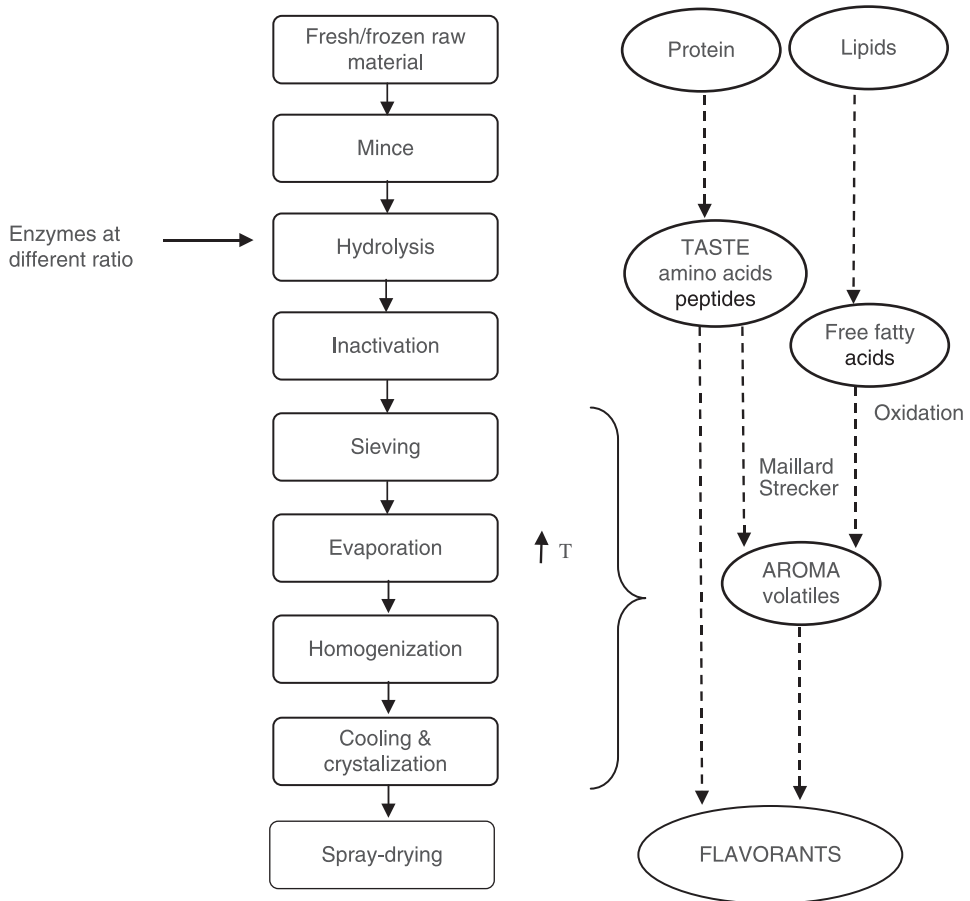 Fresh/frozen raw
material
Mince
Enzymes at
different ratio
Hydrolysis
Inactivation
Sieving
Evaporation
T
Homogenization
Cooling &
crystalization
Spray-drying
Protein
Lipids
TASTE
amino acids
peptides
Free fatty
acids
Oxidation
Maillard
Strecker
AROMA
volatiles
FLAVORANTS